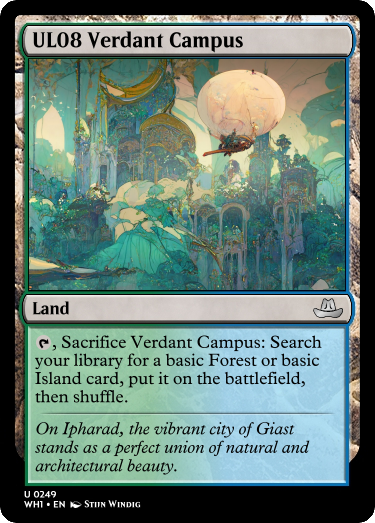 UL08 Verdant Campus
Land
, Sacrifice Verdant Campus: Search
your library for a basic Forest or basic
Island card, put it on the battlefield,
then shuffle.
On Ipharad, the vibrant city of Giast
stands as a perfect union of natural and
architectural beauty.
U 0249
WH1 • EN Stijn Windig